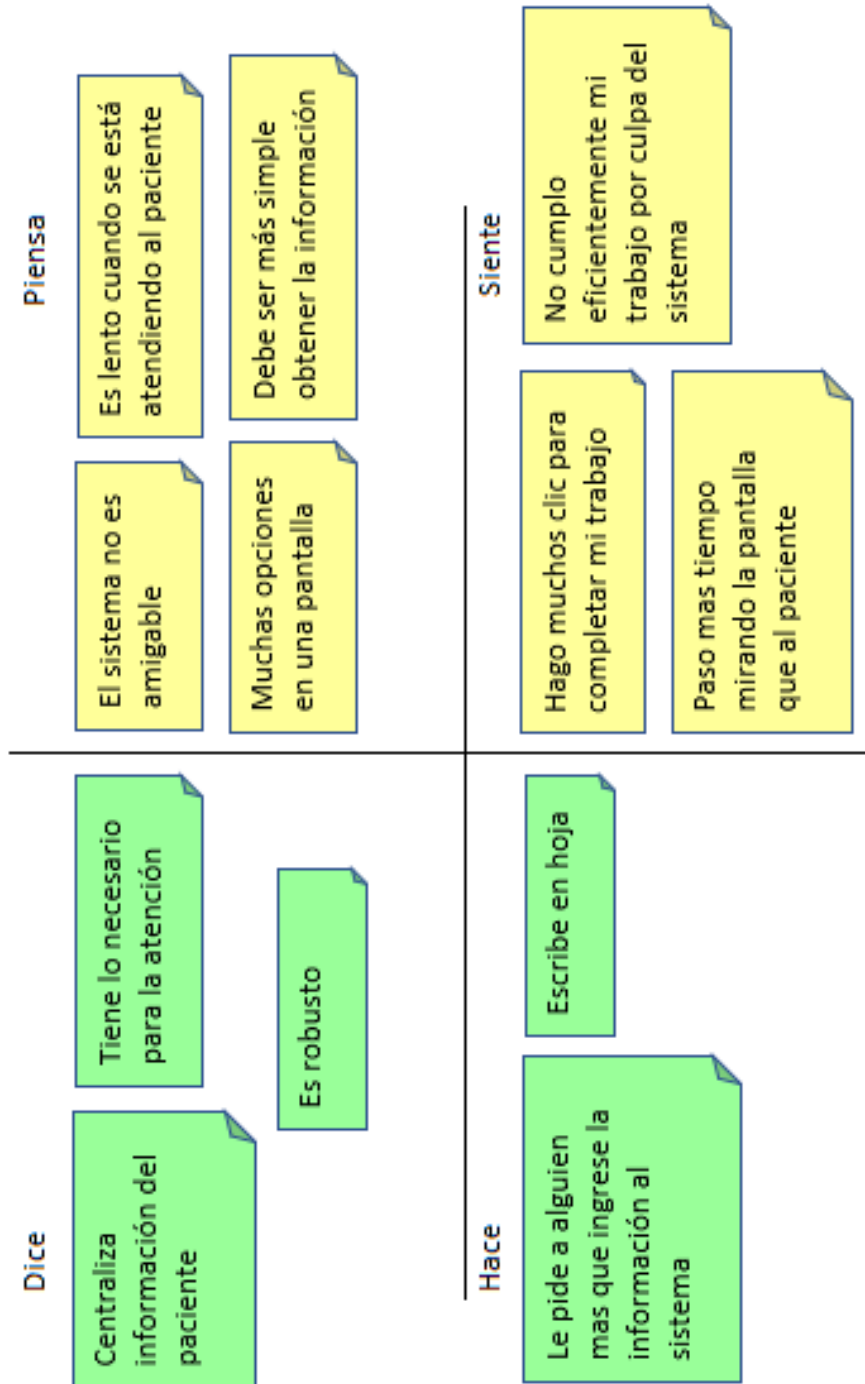 Dice
Centraliza
información del
paciente
Tiene lo necesario
para la atención
Es robusto
Piensa
El sistema no es
amigable
Es lento cuando se está
atendiendo al paciente
Muchas opciones
en una pantalla
Debe ser más simple
obtener la información
Hace
Le pide a alguien
mas que ingrese la
información al
sistema
Escribe en hoja
Siente
Hago muchos clic para
completar mi trabajo
No cumplo
eficientemente mi
trabajo por culpa del
sistema
Paso mas tiempo
mirando la pantalla
que al paciente